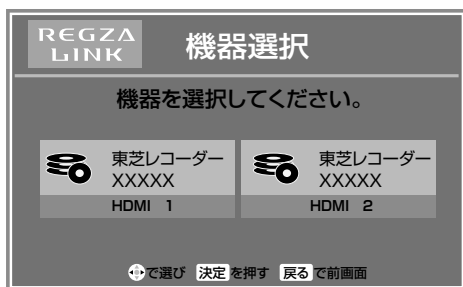 REGZA LINK 機器選択
機器を選択してください。
東芝レコーダー 東芝レコーダー
XXXXX XXXXX
HDMI 1 HDMI 2
で選び 決定 を押す 戻る で前画面